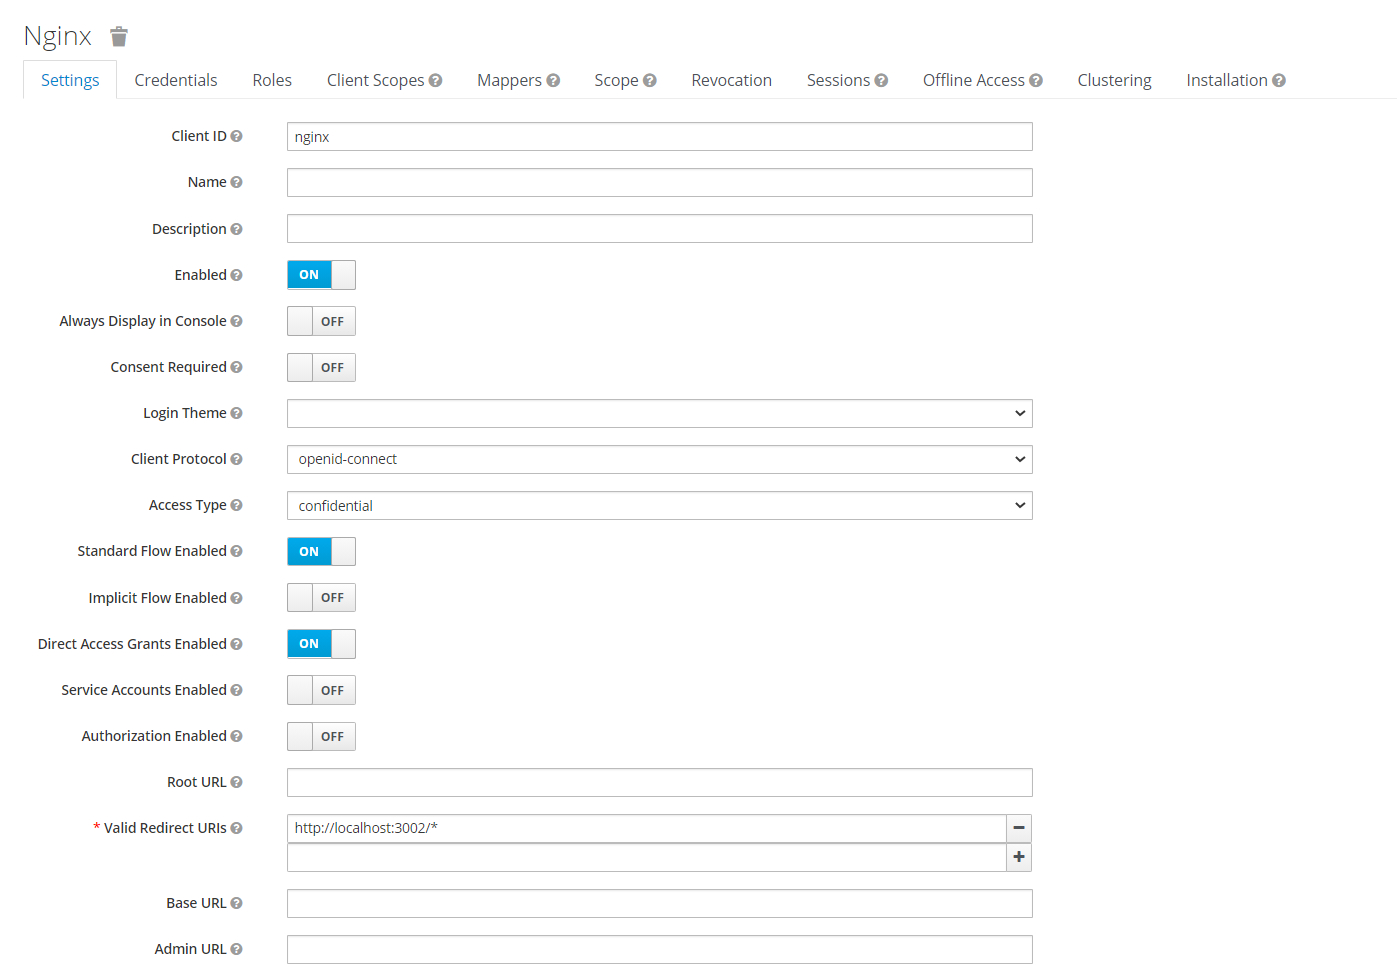 Nginx
Settings Credentials Roles Client Scopes Mappers Scope Revocation Sessions Offline Access Clustering Installation
Client ID nginx
Name
Description
Enabled ON
Always Display in Console OFF
Consent Required OFF
Login Theme
Client Protocol openid-connect
Access Type confidential
Standard Flow Enabled ON
Implicit Flow Enabled OFF
Direct Access Grants Enabled ON
Service Accounts Enabled OFF
Authorization Enabled OFF
Root URL
* Valid Redirect URIs http://localhost:3002/*
Base URL
Admin URL